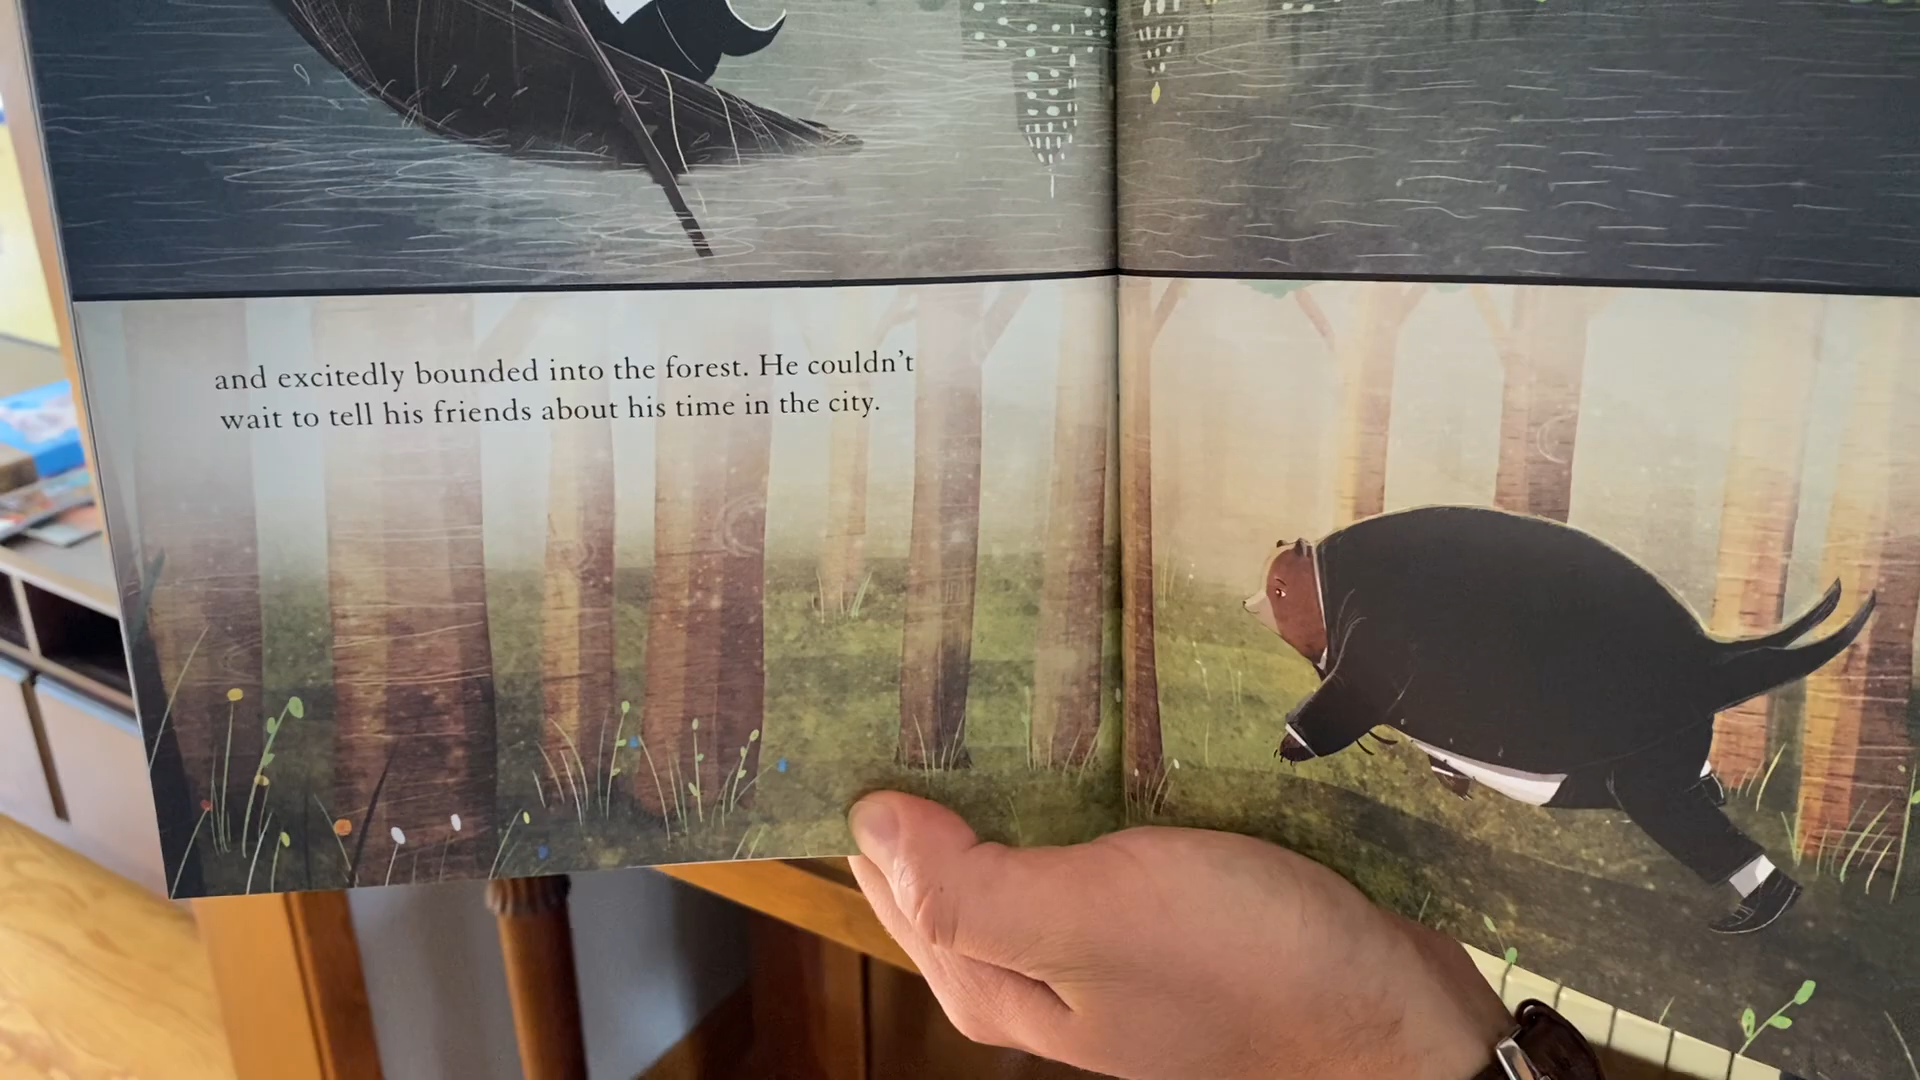 and excitedly bounded into the forest. He couldn't
wait to tell his friends about his time in the city.